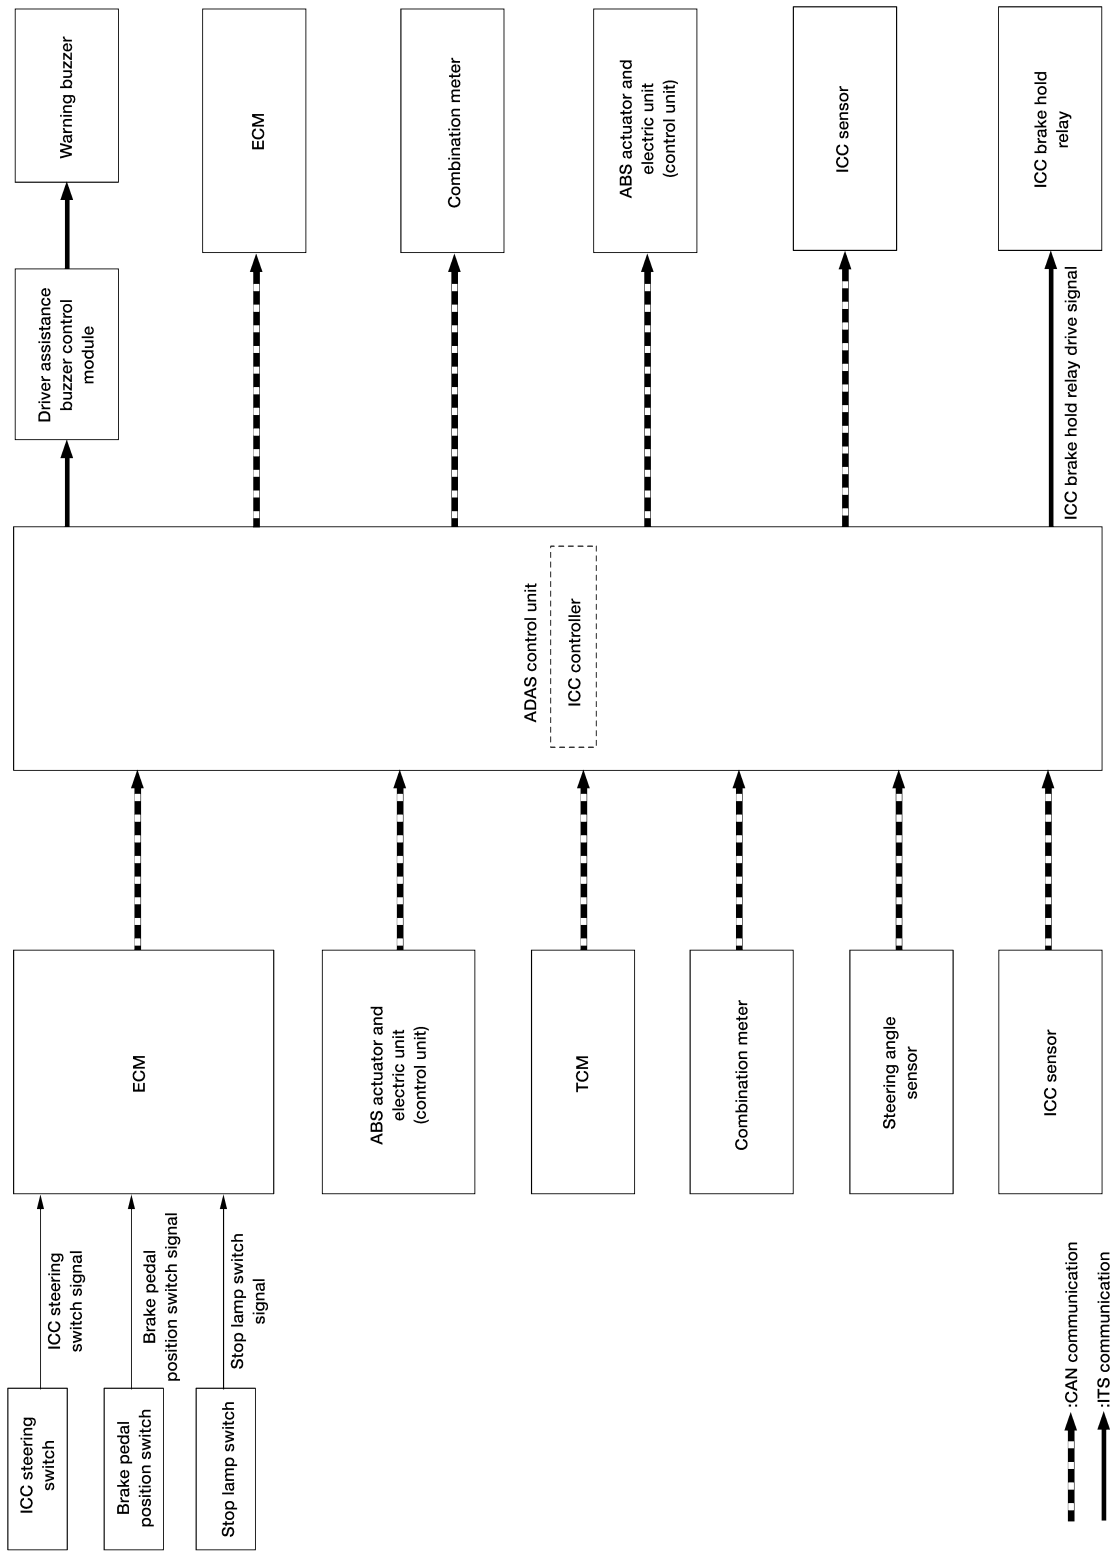 ICC steering
switch
Brake pedal
position switch
Stop lamp switch
ICC steering
switch signal
Brake pedal
position switch signal
Stop lamp switch
signal
ECM
ABS actuator and
electric unit
(control unit)
TCM
Combination meter
Steering angle
sensor
ICC sensor
ADAS control unit
ICC controller
Driver assistance
buzzer control
module
Warning buzzer
ECM
Combination meter
ABS actuator and
electric unit
(control unit)
ICC sensor
ICC brake hold relay drive signal
ICC brake hold
relay
:CAN communication
:ITS communication